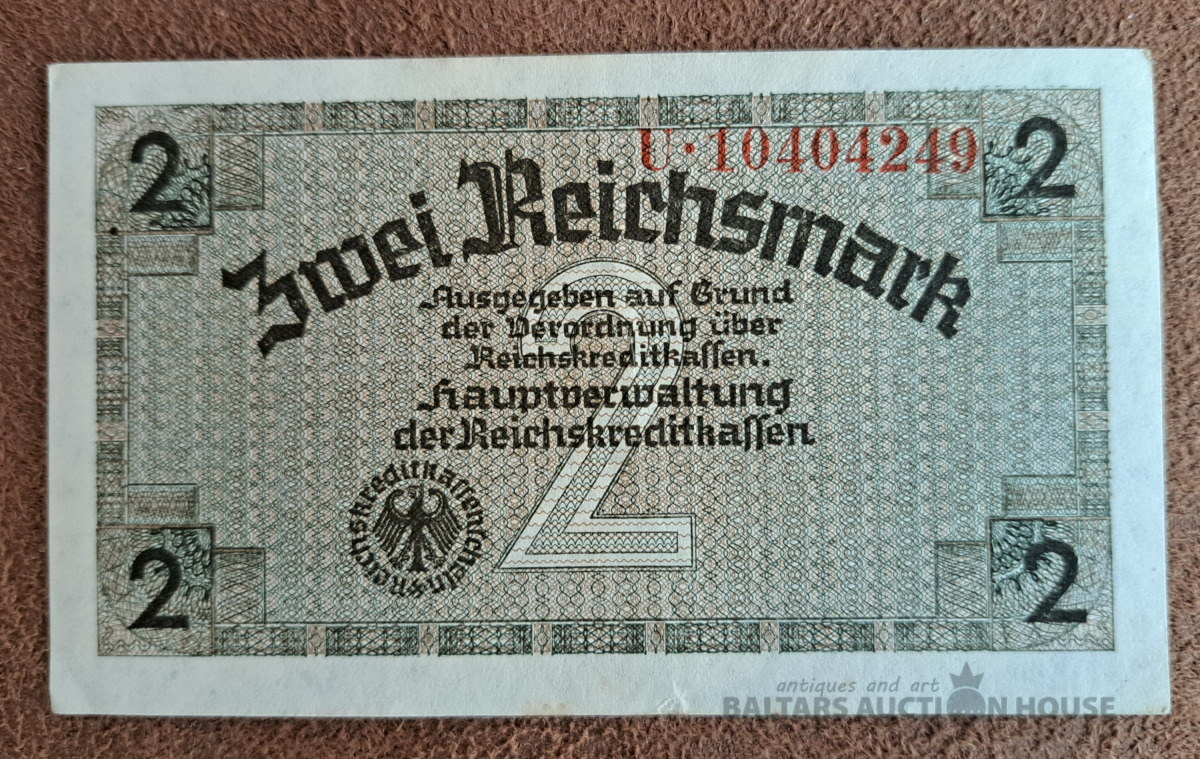 2
U·10404249
2
Zwei Reichsmark
Ausgegeben auf Grund
der Verordnung über
Reichskreditkassen.
Hauptverwaltung
der Reichskreditkassen
2
Reichskreditkassenschein
2
2
antiques and art
BALTARS AUCTION HOUSE